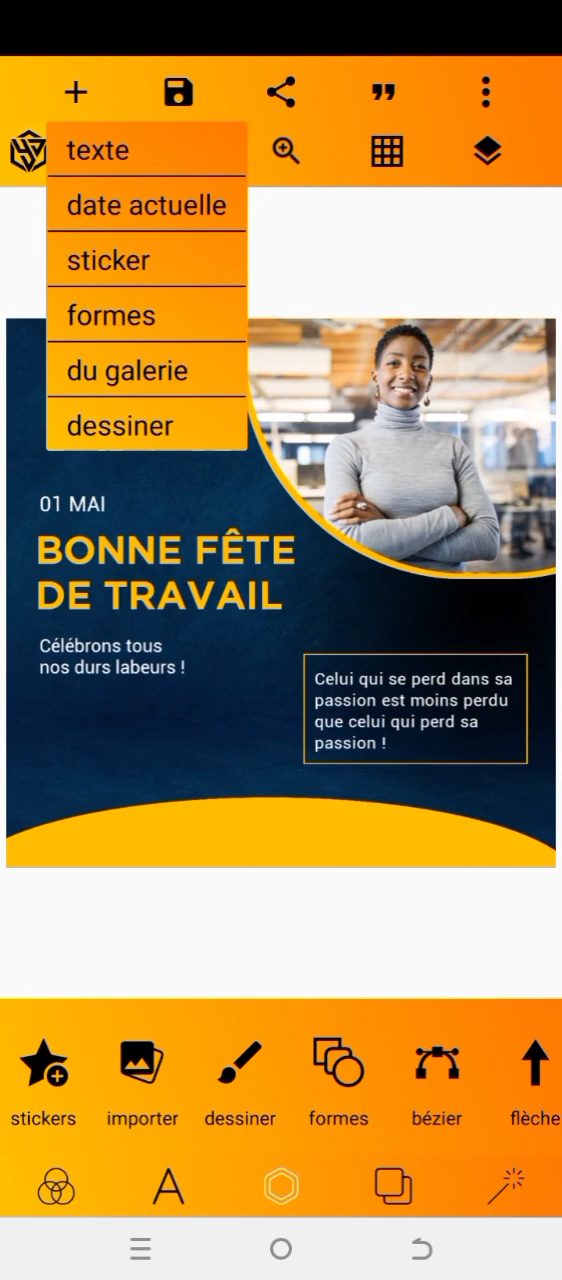 texte
date actuelle
sticker
formes
du galerie
dessiner
01 MAI
BONNE FÊTE
DE TRAVAIL
Célébrons tous
nos durs labeurs !
Celui qui se perd dans sa
passion est moins perdu
que celui qui perd sa
passion !
stickers
importer
dessiner
formes
bézier
flèche